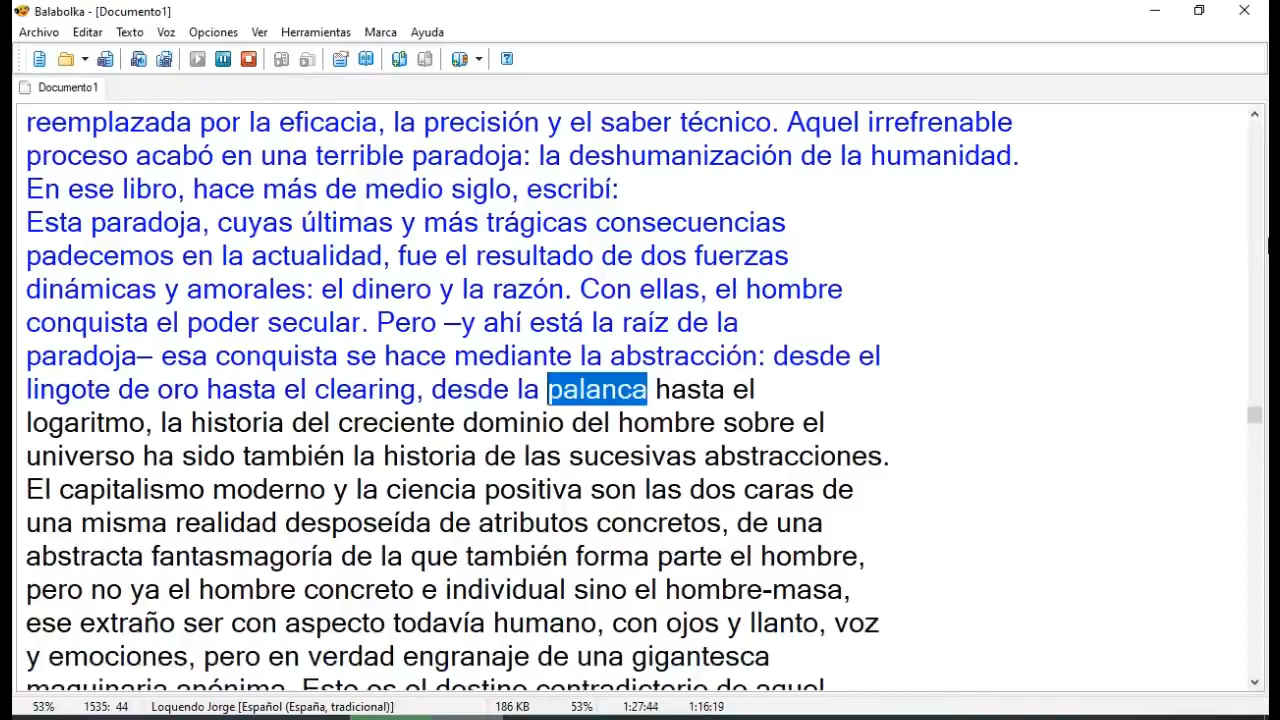 Balabolka - [Documento1]
Archivo Editar Texto Voz Opciones Ver Herramientas Marca Ayuda
Documento1
reemplazada por la eficacia, la precisión y el saber técnico. Aquel irrefrenable
proceso acabó en una terrible paradoja: la deshumanización de la humanidad.
En ese libro, hace más de medio siglo, escribí:
Esta paradoja, cuyas últimas y más trágicas consecuencias
padecemos en la actualidad, fue el resultado de dos fuerzas
dinámicas y amorales: el dinero y la razón. Con ellas, el hombre
conquista el poder secular. Pero –y ahí está la raíz de la
paradoja– esa conquista se hace mediante la abstracción: desde el
lingote de oro hasta el clearing, desde la palanca hasta el
logaritmo, la historia del creciente dominio del hombre sobre el
universo ha sido también la historia de las sucesivas abstracciones.
El capitalismo moderno y la ciencia positiva son las dos caras de
una misma realidad desposeída de atributos concretos, de una
abstracta fantasmagoría de la que también forma parte el hombre,
pero no ya el hombre concreto e individual sino el hombre-masa,
ese extraño ser con aspecto todavía humano, con ojos y llanto, voz
y emociones, pero en verdad engranaje de una gigantesca
maquinaria anónima. Este es el destino contradictorio de aquel
53% 1535: 44 Loquendo Jorge [Español (España, tradicional)] 186 KB 53% 1:27:44 1:16:19